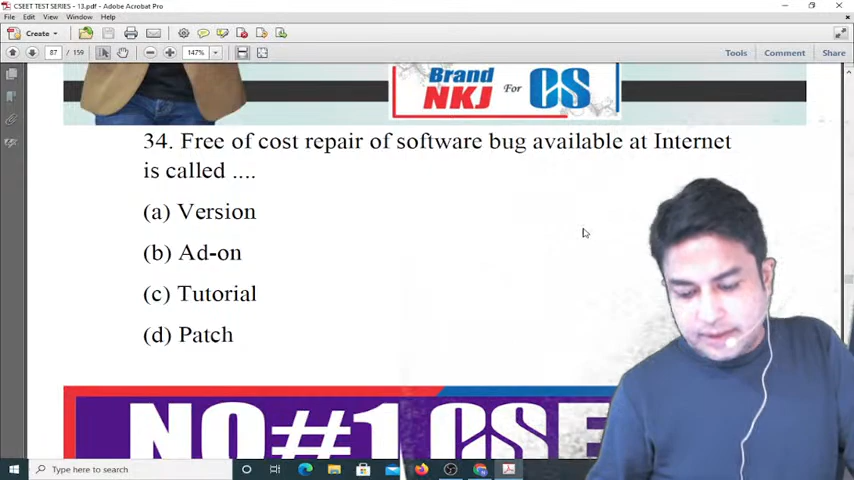 CSEET TEST SERIES - 13.pdf - Adobe Acrobat Pro
File Edit View Window Help
Create
87 / 159 147% Tools Comment Share
Brand
NKJ For CS
34. Free of cost repair of software bug available at Internet
is called ....
(a) Version
(b) Ad-on
(c) Tutorial
(d) Patch
NO#1 CSE
Type here to search